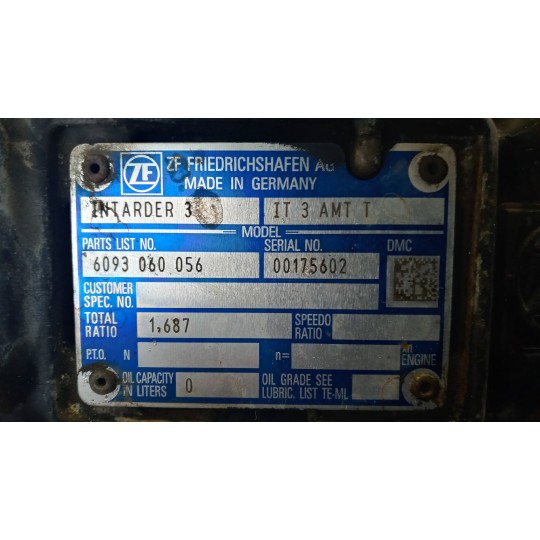 ZF ZF FRIEDRICHSHAFEN AG
MADE IN GERMANY
INTARDER 3 IT 3 AMT T
MODEL
PARTS LIST NO. SERIAL NO. DMC
6093 060 056 00175602
CUSTOMER
SPEC. NO.
TOTAL
RATIO 1.687 SPEEDO
RATIO
P.T.O. N n= ENGINE
OIL CAPACITY
IN LITERS 0 OIL GRADE SEE
LUBRIC. LIST TE-ML